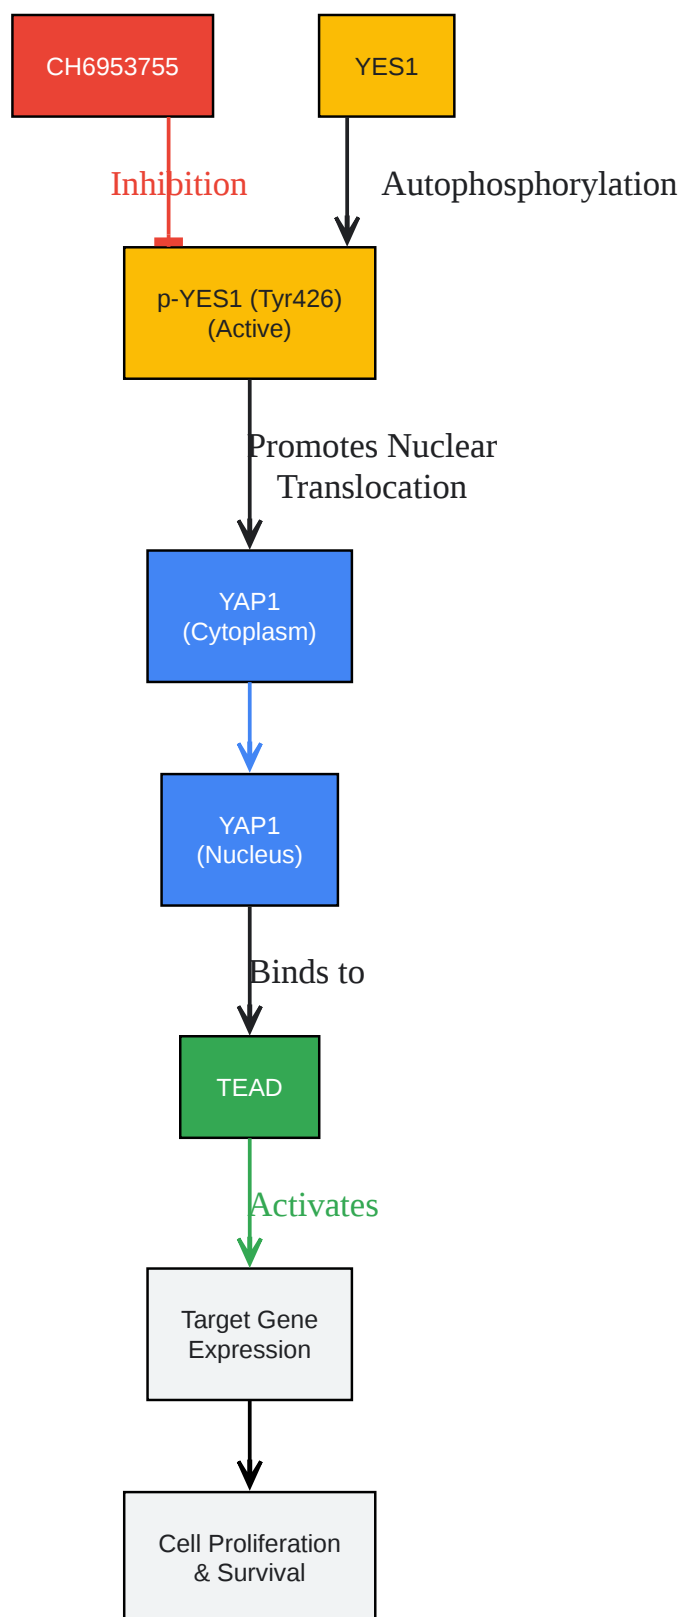 CH6953755
YES1
Inhibition
Autophosphorylation
p-YES1 (Tyr426)
(Active)
Promotes Nuclear
Translocation
YAP1
(Cytoplasm)
YAP1
(Nucleus)
Binds to
TEAD
Activates
Target Gene
Expression
Cell Proliferation
& Survival